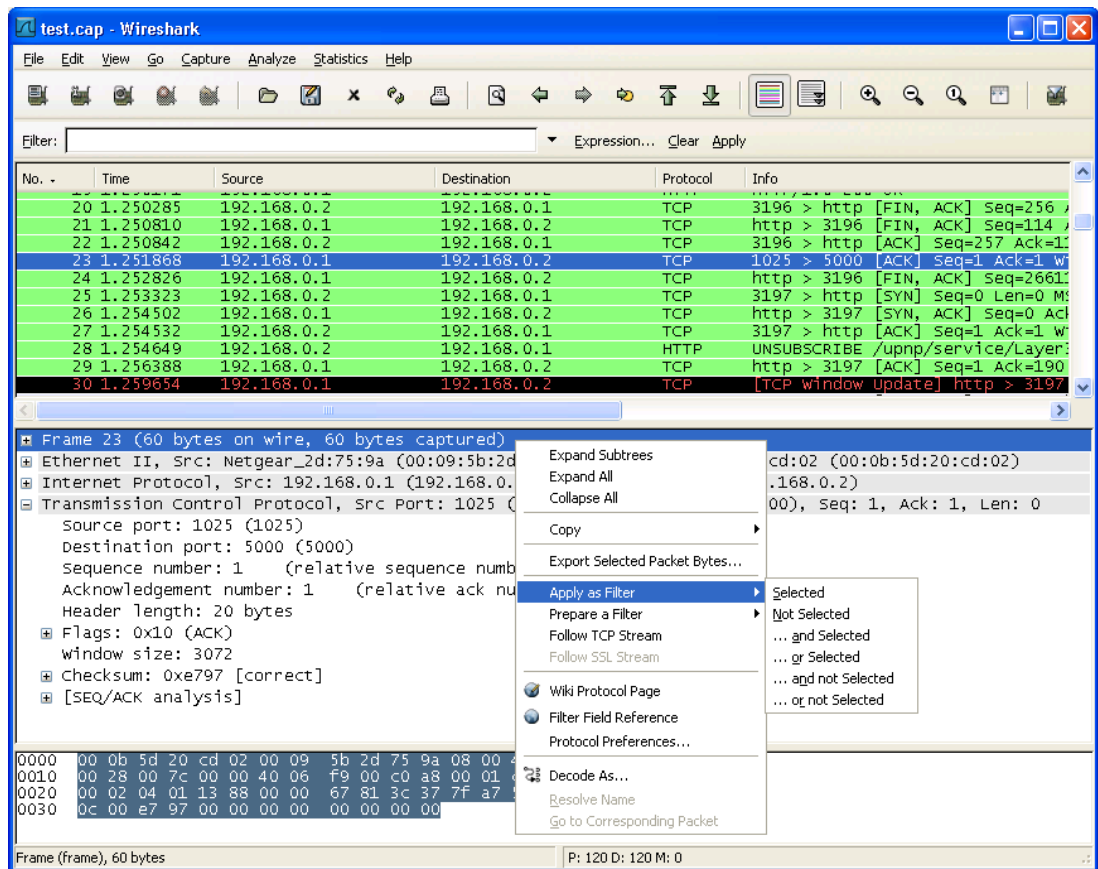 test.cap - Wireshark
File Edit View Go Capture Analyze Statistics Help
Filter: Expression... Clear Apply
No. Time Source Destination Protocol Info
20 1.250285 192.168.0.2 192.168.0.1 TCP 3196 > http [FIN, ACK] Seq=256
21 1.250810 192.168.0.1 192.168.0.2 TCP http > 3196 [FIN, ACK] Seq=114
22 1.250842 192.168.0.2 192.168.0.1 TCP 3196 > http [ACK] Seq=257 Ack=11
23 1.251868 192.168.0.1 192.168.0.2 TCP 1025 > 5000 [ACK] Seq=1 Ack=1
24 1.252826 192.168.0.1 192.168.0.2 TCP http > 3196 [FIN, ACK] Seq=26611
25 1.253323 192.168.0.2 192.168.0.1 TCP 3197 > http [SYN] Seq=0 Len=0
26 1.254502 192.168.0.1 192.168.0.2 TCP http > 3197 [SYN, ACK] Seq=0
27 1.254532 192.168.0.2 192.168.0.1 TCP 3197 > http [ACK] Seq=1 Ack=1
28 1.254649 192.168.0.2 192.168.0.1 HTTP UNSUBSCRIBE /upnp/service/Layer3
29 1.256388 192.168.0.1 192.168.0.2 TCP http > 3197 [ACK] Seq=1 Ack=190
30 1.259654 192.168.0.1 192.168.0.2 TCP [TCP Window Update] http > 3197
Frame 23 (60 bytes on wire, 60 bytes captured)
Ethernet II, Src: Netgear_2d:75:9a (00:09:5b:2d cd:02 (00:0b:5d:20:cd:02)
Internet Protocol, Src: 192.168.0.1 (192.168.0. .168.0.2)
Transmission Control Protocol, Src Port: 1025 ( 00), Seq: 1, Ack: 1, Len: 0
Source port: 1025 (1025)
Destination port: 5000 (5000)
Sequence number: 1 (relative sequence numb
Acknowledgement number: 1 (relative ack nu
Header length: 20 bytes
Flags: 0x10 (ACK)
Window size: 3072
Checksum: 0xe797 [correct]
[SEQ/ACK analysis]
Expand Subtrees
Expand All
Collapse All
Copy
Export Selected Packet Bytes...
Apply as Filter
Prepare a Filter
Follow TCP Stream
Follow SSL Stream
Wiki Protocol Page
Filter Field Reference
Protocol Preferences...
Decode As...
Resolve Name
Go to Corresponding Packet
Selected
Not Selected
... and Selected
... or Selected
... and not Selected
... or not Selected
0000 00 0b 5d 20 cd 02 00 09 5b 2d 75 9a 08 00
0010 00 28 00 7c 00 00 40 06 f9 00 c0 a8 00 01
0020 00 02 04 01 13 88 00 00 67 81 3c 37 7f a7
0030 0c 00 e7 97 00 00 00 00 00 00 00 00
Frame (frame), 60 bytes P: 120 D: 120 M: 0